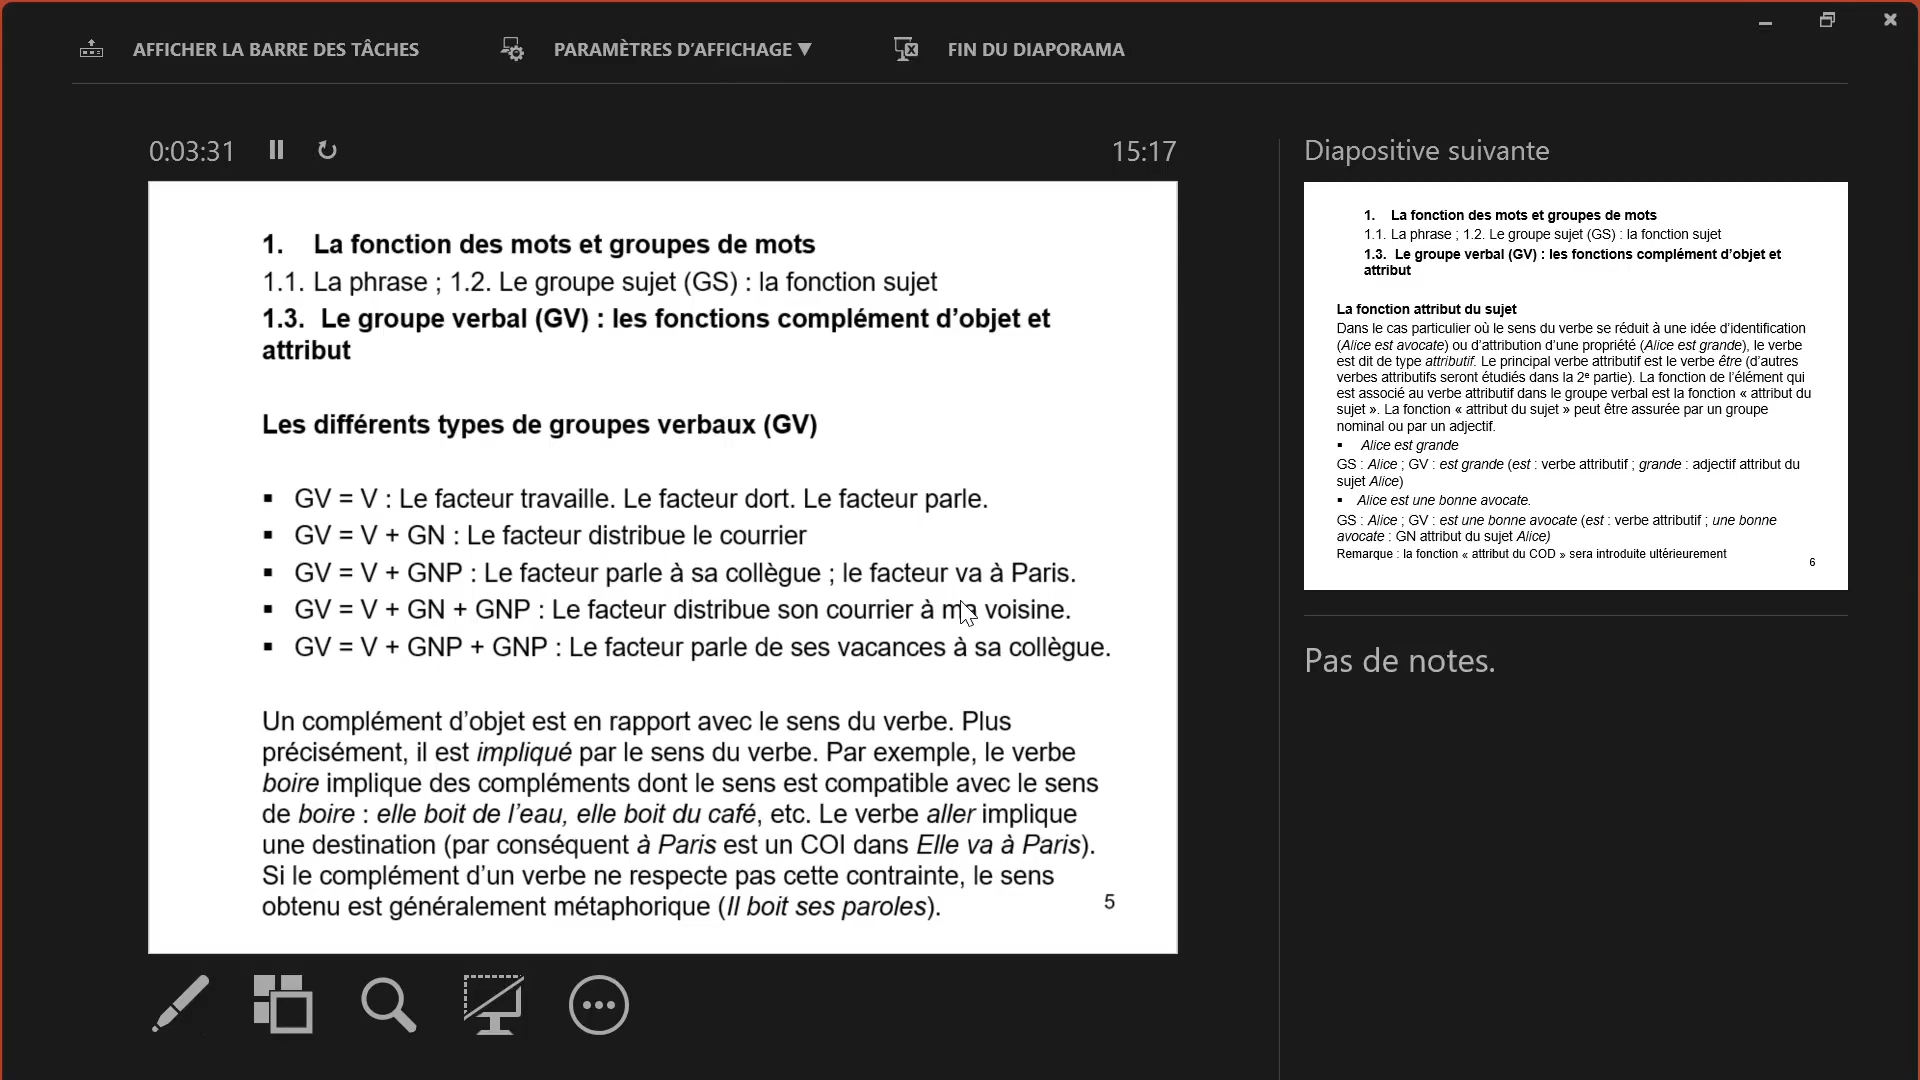 AFFICHER LA BARRE DES TÂCHES
PARAMÈTRES D'AFFICHAGE ▼
FIN DU DIAPORAMA
0:03:31
15:17
1. La fonction des mots et groupes de mots
1.1. La phrase ; 1.2. Le groupe sujet (GS) : la fonction sujet
1.3. Le groupe verbal (GV) : les fonctions complément d’objet et
attribut
Les différents types de groupes verbaux (GV)
▪ GV = V : Le facteur travaille. Le facteur dort. Le facteur parle.
▪ GV = V + GN : Le facteur distribue le courrier
▪ GV = V + GNP : Le facteur parle à sa collègue ; le facteur va à Paris.
▪ GV = V + GN + GNP : Le facteur distribue son courrier à ma voisine.
▪ GV = V + GNP + GNP : Le facteur parle de ses vacances à sa collègue.
Un complément d’objet est en rapport avec le sens du verbe. Plus
précisément, il est impliqué par le sens du verbe. Par exemple, le verbe
boire implique des compléments dont le sens est compatible avec le sens
de boire : elle boit de l’eau, elle boit du café, etc. Le verbe aller implique
une destination (par conséquent à Paris est un COI dans Elle va à Paris).
Si le complément d’un verbe ne respecte pas cette contrainte, le sens
obtenu est généralement métaphorique (Il boit ses paroles).
5
Diapositive suivante
1. La fonction des mots et groupes de mots
1.1. La phrase ; 1.2. Le groupe sujet (GS) : la fonction sujet
1.3. Le groupe verbal (GV) : les fonctions complément d’objet et
attribut
La fonction attribut du sujet
Dans le cas particulier où le sens du verbe se réduit à une idée d’identification
(Alice est avocate) ou d’attribution d’une propriété (Alice est grande), le verbe
est dit de type attributif. Le principal verbe attributif est le verbe être (d’autres
verbes attributifs seront étudiés dans la 2e partie). La fonction de l’élément qui
est associé au verbe attributif dans le groupe verbal est la fonction « attribut du
sujet ». La fonction « attribut du sujet » peut être assurée par un groupe
nominal ou par un adjectif.
▪ Alice est grande
GS : Alice ; GV : est grande (est : verbe attributif ; grande : adjectif attribut du
sujet Alice)
▪ Alice est une bonne avocate.
GS : Alice ; GV : est une bonne avocate (est : verbe attributif ; une bonne
avocate : GN attribut du sujet Alice)
Remarque : la fonction « attribut du COD » sera introduite ultérieurement
6
Pas de notes.